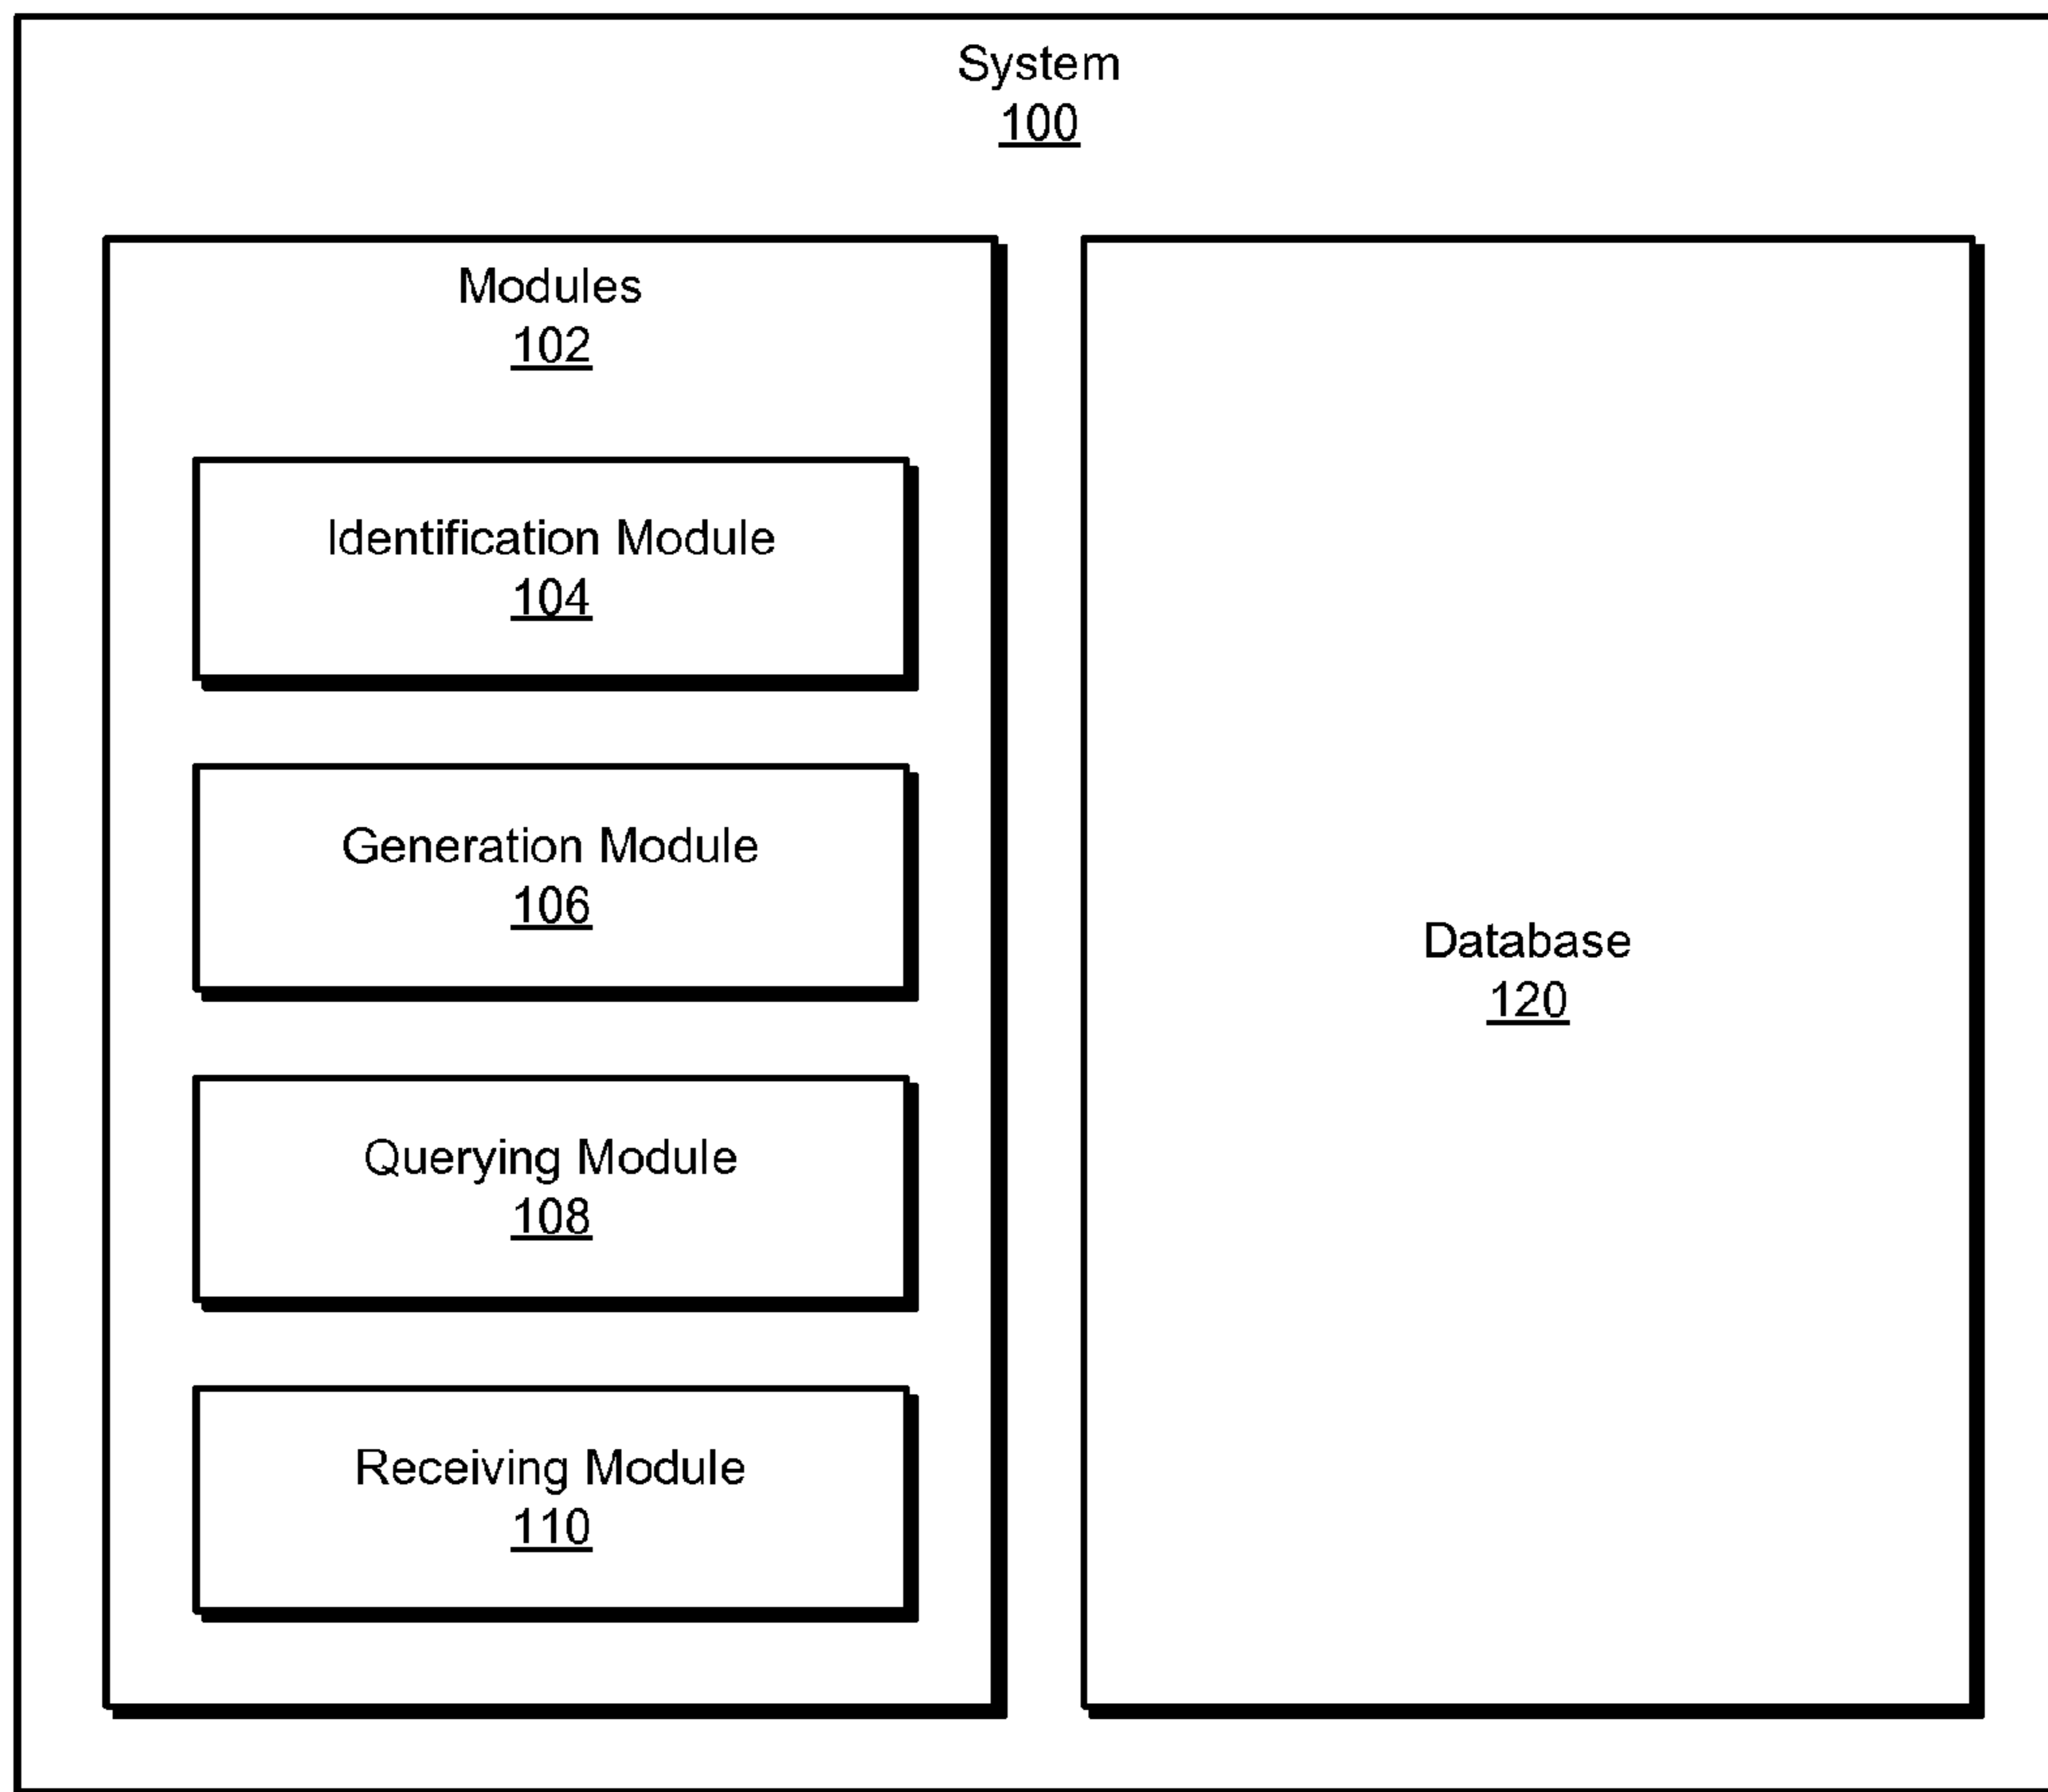 System
100
Modules
102
Identification Module
104
Generation Module
106
Querying Module
108
Receiving Module
110
Database
120